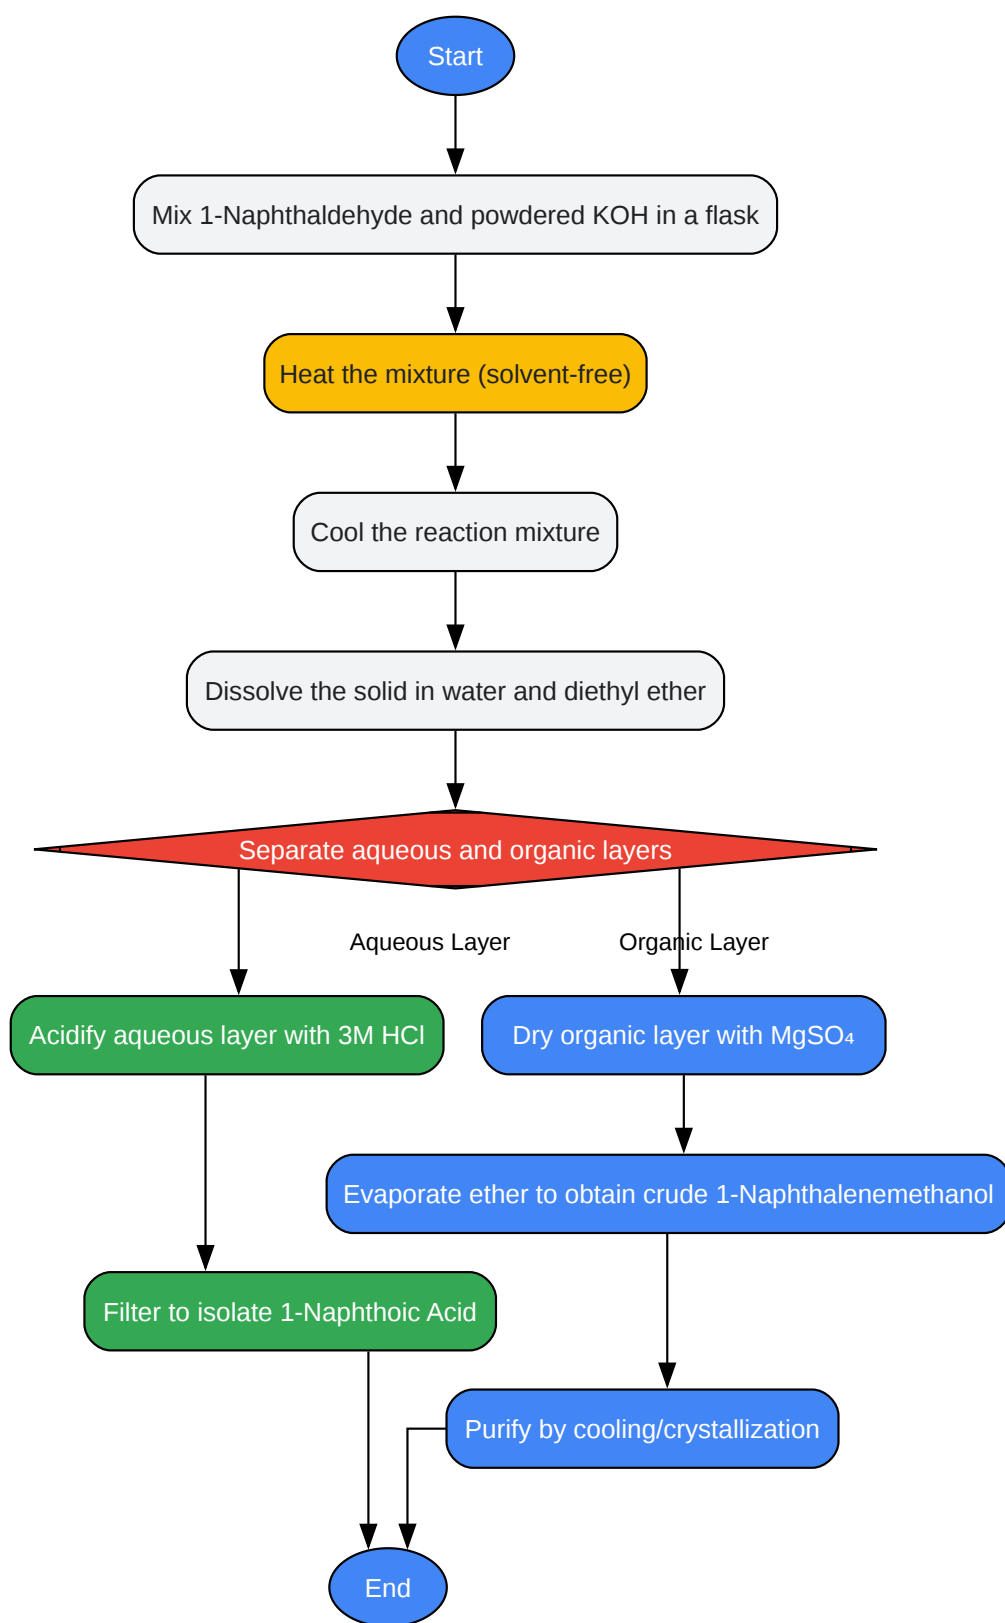 Start
Mix 1-Naphthaldehyde and powdered KOH in a flask
Heat the mixture (solvent-free)
Cool the reaction mixture
Dissolve the solid in water and diethyl ether
Separate aqueous and organic layers
Aqueous Layer
Organic Layer
Acidify aqueous layer with 3M HCl
Dry organic layer with MgSO₄
Evaporate ether to obtain crude 1-Naphthalenemethanol
Filter to isolate 1-Naphthoic Acid
Purify by cooling/crystallization
End